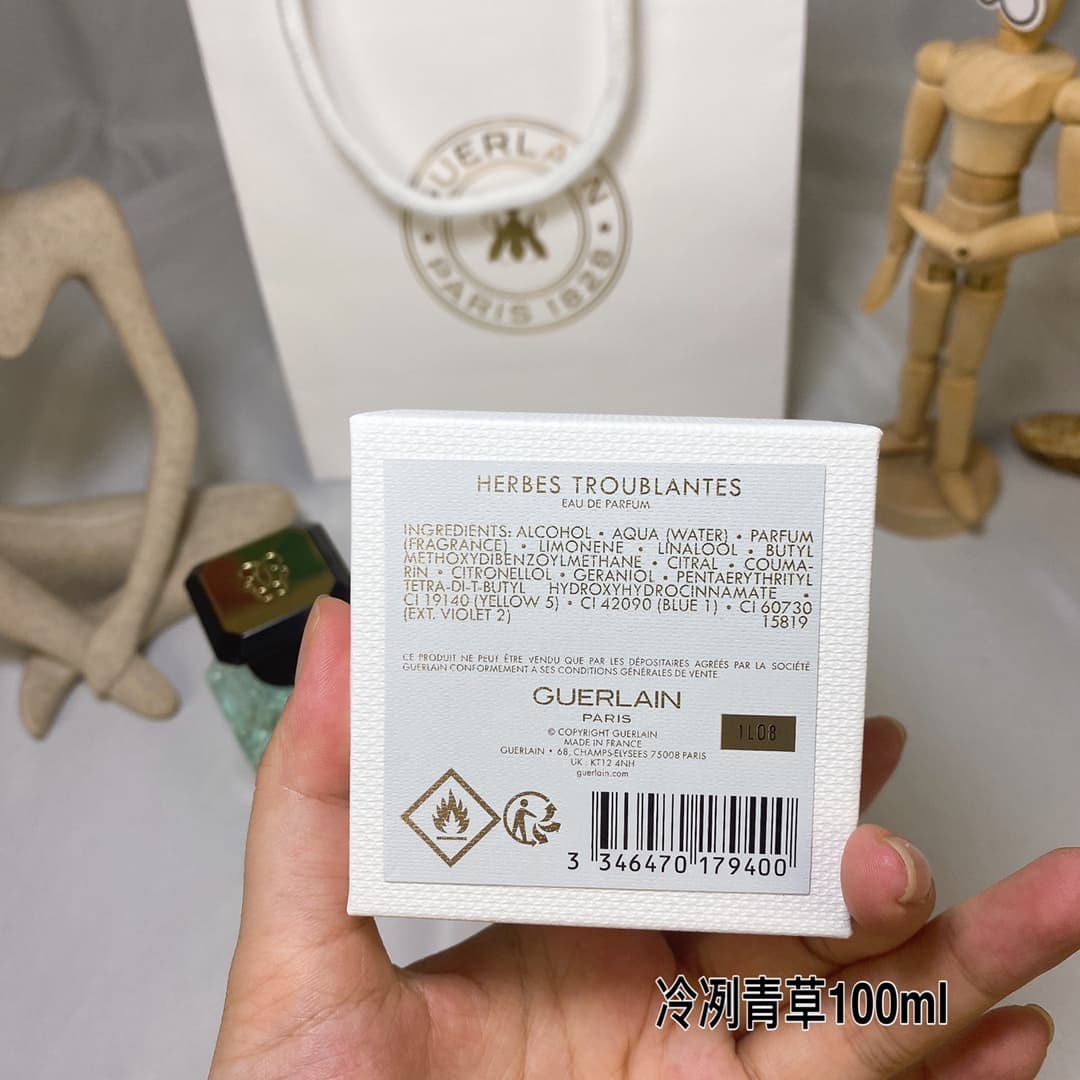 GUERLAIN
PARIS 1828
HERBES TROUBLANTES
EAU DE PARFUM
INGREDIENTS: ALCOHOL • AQUA (WATER) • PARFUM
(FRAGRANCE) • LIMONENE • LINALOOL • BUTYL
METHOXYDIBENZOYLMETHANE • CITRAL • COUMA-
RIN • CITRONELLOL • GERANIOL • PENTAERYTHRITYL
TETRA-DI-T-BUTYL HYDROXYHYDROCINNAMATE •
CI 19140 (YELLOW 5) • CI 42090 (BLUE 1) • CI 60730
(EXT. VIOLET 2) 15819
CE PRODUIT NE PEUT ÊTRE VENDU QUE PAR LES DÉPOSITAIRES AGRÉÉS PAR LA SOCIÉTÉ
GUERLAIN CONFORMEMENT A SES CONDITIONS GÉNÉRALES DE VENTE.
GUERLAIN
PARIS
1L08
© COPYRIGHT GUERLAIN
MADE IN FRANCE
GUERLAIN • 68, CHAMPS-ELYSEES 75008 PARIS
UK : KT12 4NH
guerlain.com
3 346470 179400
冷冽青草100ml